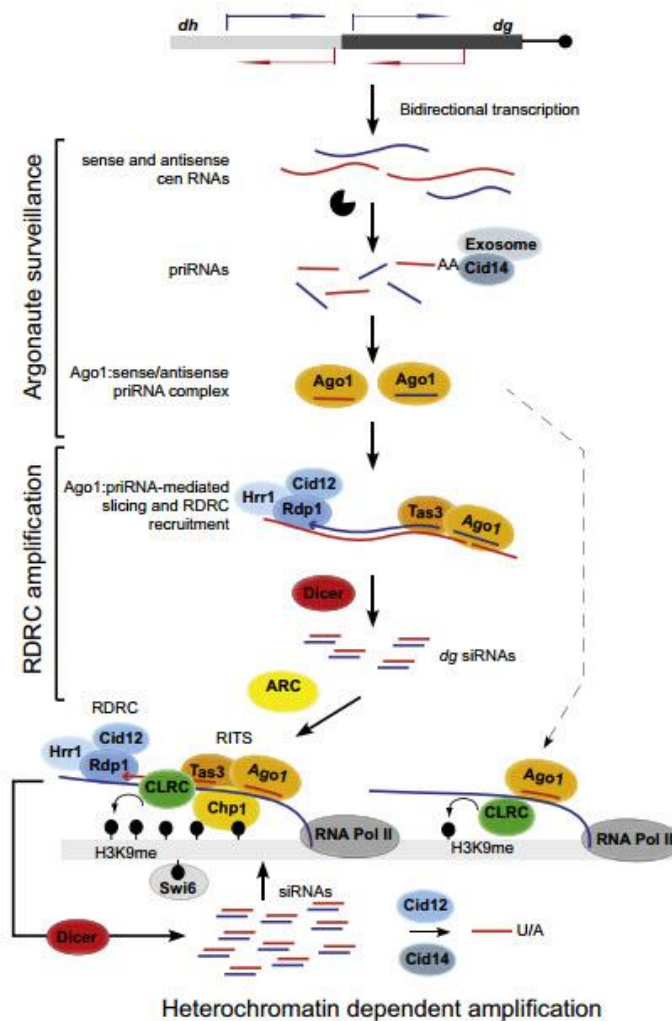 dh
dg
Bidirectional transcription
Argonaute surveillance
sense and antisense
cen RNAs
priRNAs
AA
Exosome
Cid14
Ago1:sense/antisense
priRNA complex
Ago1
Ago1
RDRC amplification
Ago1:priRNA-mediated
slicing and RDRC
recruitment
Hrr1
Cid12
Rdp1
Tas3
Ago1
Dicer
dg siRNAs
ARC
RDRC
Hrr1
Cid12
Rdp1
RITS
Tas3
Ago1
CLRC
Chp1
RNA Pol II
H3K9me
Swi6
Ago1
CLRC
H3K9me
RNA Pol II
siRNAs
Dicer
Cid12
U/A
Cid14
Heterochromatin dependent amplification